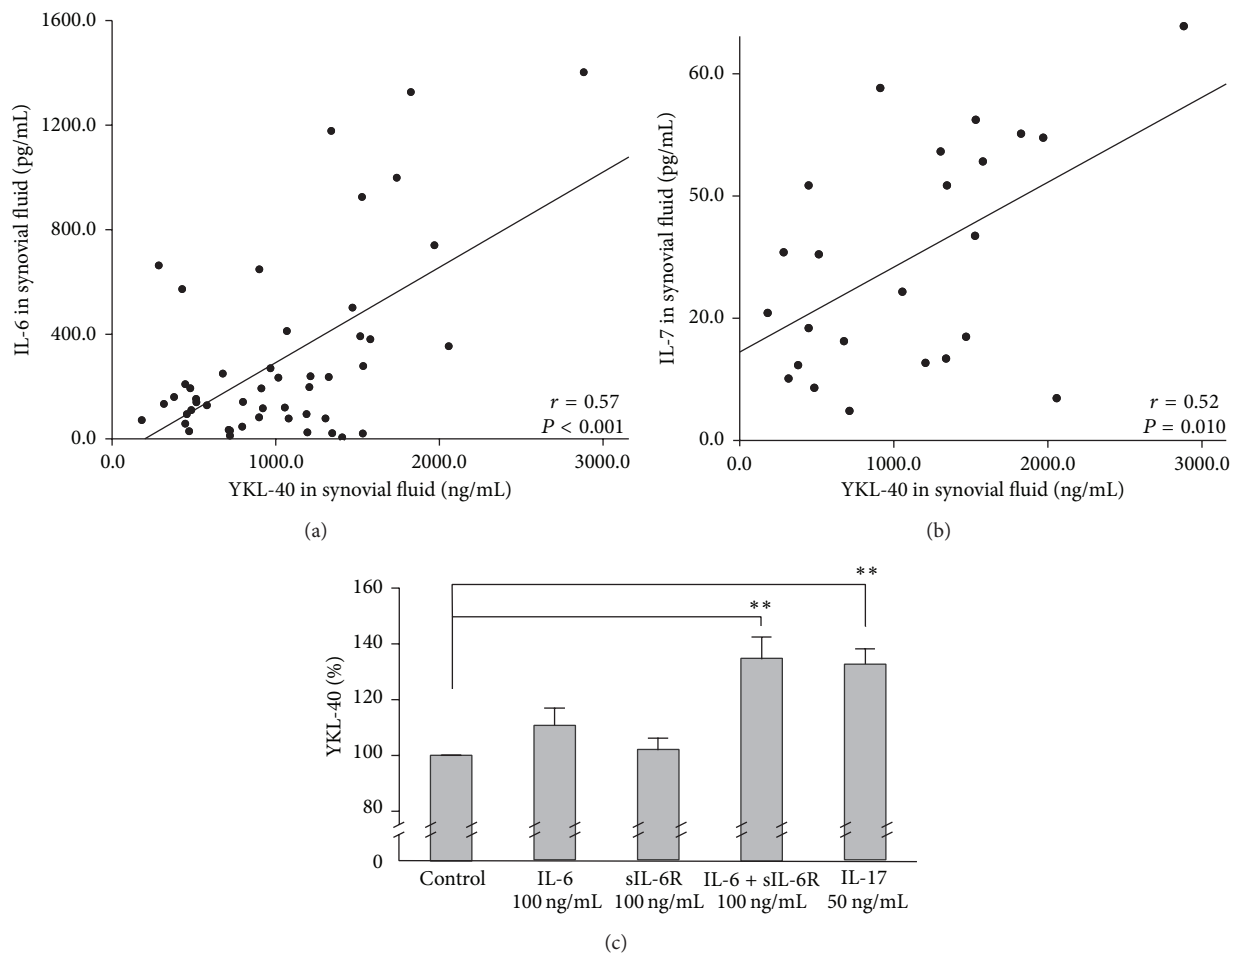 1600.0
1200.0
800.0
400.0
0.0
IL-6 in synovial fluid (pg/mL)
0.0 1000.0 2000.0 3000.0
YKL-40 in synovial fluid (ng/mL)
r = 0.57
P < 0.001
(a)
60.0
50.0
20.0
0.0
IL-7 in synovial fluid (pg/mL)
0.0 1000.0 2000.0 3000.0
YKL-40 in synovial fluid (ng/mL)
r = 0.52
P = 0.010
(b)
160
140
120
100
80
0
YKL-40 (%)
**
**
Control IL-6 sIL-6R IL-6 + sIL-6R IL-17
100 ng/mL 100 ng/mL 100 ng/mL 50 ng/mL
(c)